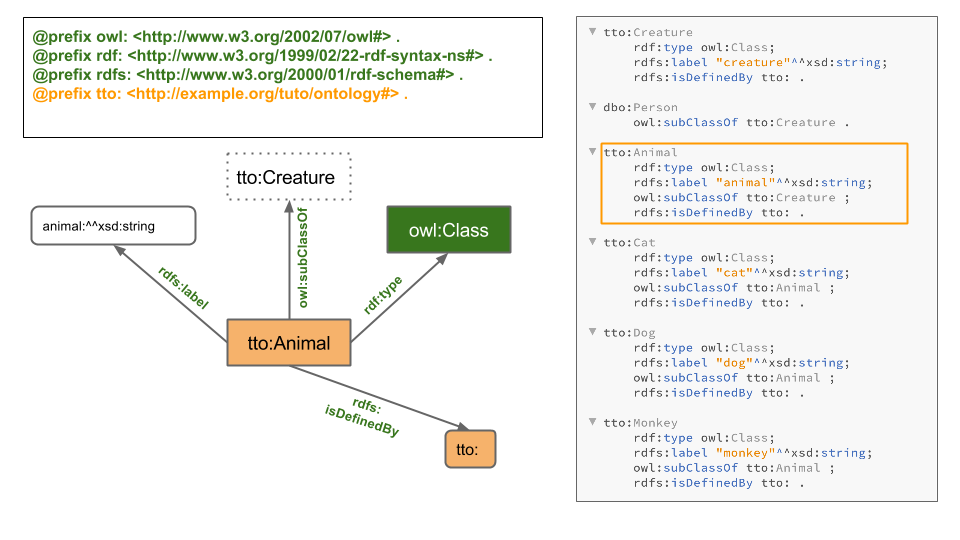 @prefix owl: <http://www.w3.org/2002/07/owl#> .
@prefix rdf: <http://www.w3.org/1999/02/22-rdf-syntax-ns#> .
@prefix rdfs: <http://www.w3.org/2000/01/rdf-schema#> .
@prefix tto: <http://example.org/tuto/ontology#> .
tto:Creature
animal:^^xsd:string
owl:Class
rdfs:label
owl:subClassOf
rdf:type
tto:Animal
rdfs:
isDefinedBy
tto:
tto:Creature
rdf:type owl:Class;
rdfs:label "creature"^^xsd:string;
rdfs:isDefinedBy tto: .
dbo:Person
owl:subClassOf tto:Creature .
tto:Animal
rdf:type owl:Class;
rdfs:label "animal"^^xsd:string;
owl:subClassOf tto:Creature ;
rdfs:isDefinedBy tto: .
tto:Cat
rdf:type owl:Class;
rdfs:label "cat"^^xsd:string;
owl:subClassOf tto:Animal ;
rdfs:isDefinedBy tto: .
tto:Dog
rdf:type owl:Class;
rdfs:label "dog"^^xsd:string;
owl:subClassOf tto:Animal ;
rdfs:isDefinedBy tto: .
tto:Monkey
rdf:type owl:Class;
rdfs:label "monkey"^^xsd:string;
owl:subClassOf tto:Animal ;
rdfs:isDefinedBy tto: .